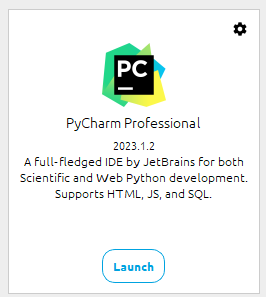 PC
PyCharm Professional
2023.1.2
A full-fledged IDE by JetBrains for both
Scientific and Web Python development.
Supports HTML, JS, and SQL.
Launch